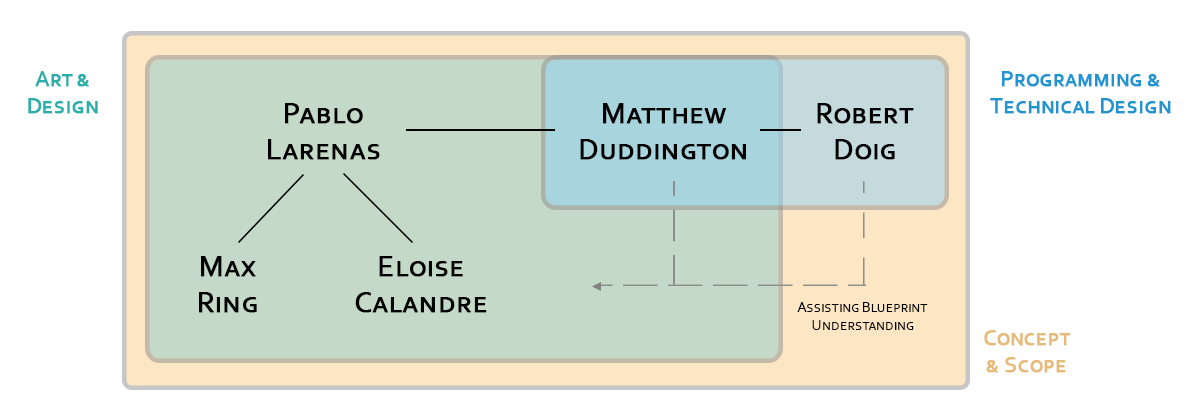 Art &
Design
Programming &
Technical Design
Pablo
Larenas
Matthew
Duddington
Robert
Doig
Max
Ring
Eloise
Calandre
Assisting Blueprint
Understanding
Concept
& Scope